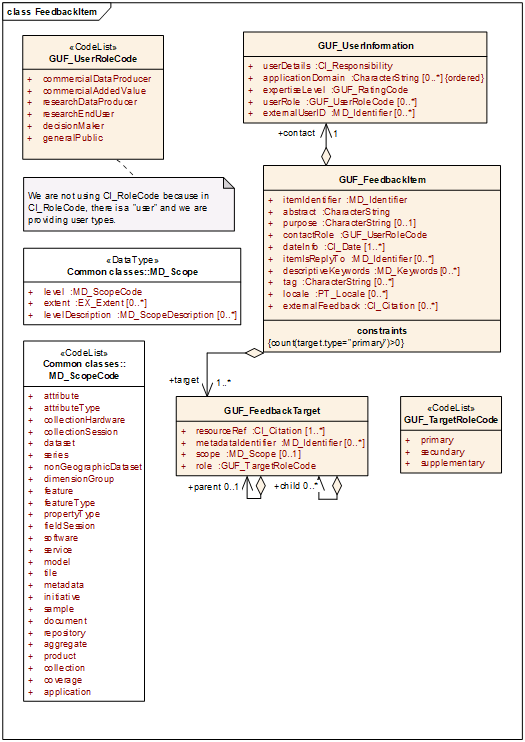 class FeedbackItem
«CodeList»
GUF_UserRoleCode
+ commercialDataProducer
+ commercialAddedValue
+ researchDataProducer
+ researchEndUser
+ decisionMaker
+ generalPublic
We are not using CI_RoleCode because in
CI_RoleCode, there is a "user" and we are
providing user types.
«DataType»
Common classes::MD_Scope
+ level :MD_ScopeCode
+ extent :EX_Extent [0..*]
+ levelDescription :MD_ScopeDescription [0..*]
«CodeList»
Common classes::
MD_ScopeCode
+ attribute
+ attributeType
+ collectionHardware
+ collectionSession
+ dataset
+ series
+ nonGeographicDataset
+ dimensionGroup
+ feature
+ featureType
+ propertyType
+ fieldSession
+ software
+ service
+ model
+ tile
+ metadata
+ initiative
+ sample
+ document
+ repository
+ aggregate
+ product
+ collection
+ coverage
+ application
GUF_UserInformation
+ userDetails :CI_Responsibility
+ applicationDomain :CharacterString [0..*] {ordered}
+ expertiseLevel :GUF_RatingCode
+ userRole :GUF_UserRoleCode [0..*]
+ externalUserID :MD_Identifier [0..*]
+contact 1
GUF_FeedbackItem
+ itemIdentifier :MD_Identifier
+ abstract :CharacterString
+ purpose :CharacterString [0..1]
+ contactRole :GUF_UserRoleCode
+ dateInfo :CI_Date [1..*]
+ itemIsReplyTo :MD_Identifier [0..*]
+ descriptiveKeywords :MD_Keywords [0..*]
+ tag :CharacterString [0..*]
+ locale :PT_Locale [0..*]
+ externalFeedback :CI_Citation [0..*]
constraints
{count(target.type="primary")>0}
+target 1..*
GUF_FeedbackTarget
+ resourceRef :CI_Citation [1..*]
+ metadataIdentifier :MD_Identifier [0..*]
+ scope :MD_Scope [0..1]
+ role :GUF_TargetRoleCode
+parent 0..1 +child 0..*
«CodeList»
GUF_TargetRoleCode
+ primary
+ secundary
+ supplementary